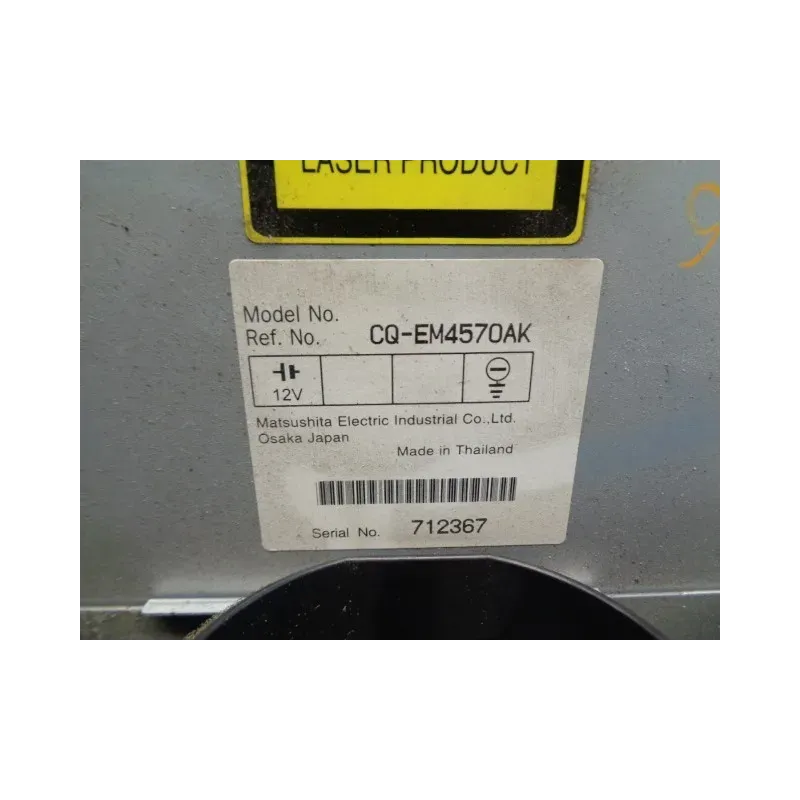 LASER PRODUCT
Model No.
Ref. No. CQ-EM4570AK
12V
Matsushita Electric Industrial Co.,Ltd.
Osaka Japan
Made in Thailand
Serial No. 712367